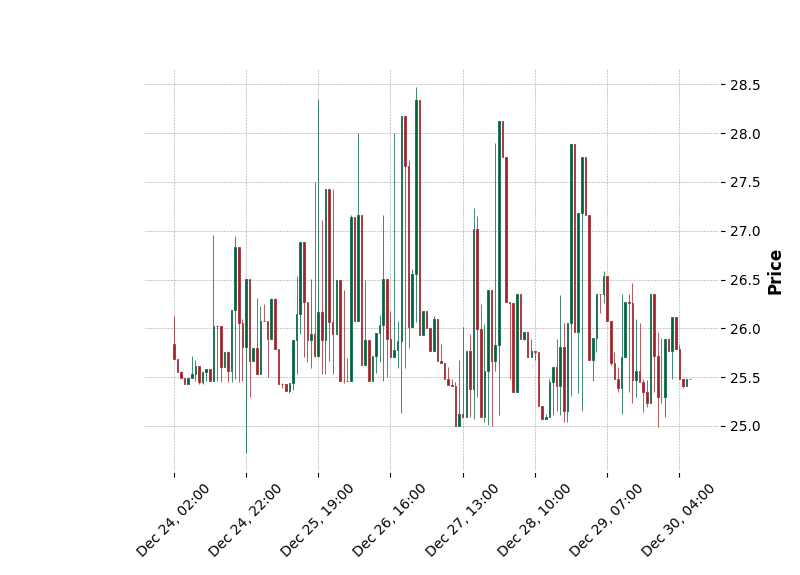 28.5
28.0
27.5
27.0
26.5
26.0
25.5
25.0
Price
Dec 24, 02:00
Dec 24, 22:00
Dec 25, 19:00
Dec 26, 16:00
Dec 27, 13:00
Dec 28, 10:00
Dec 29, 07:00
Dec 30, 04:00